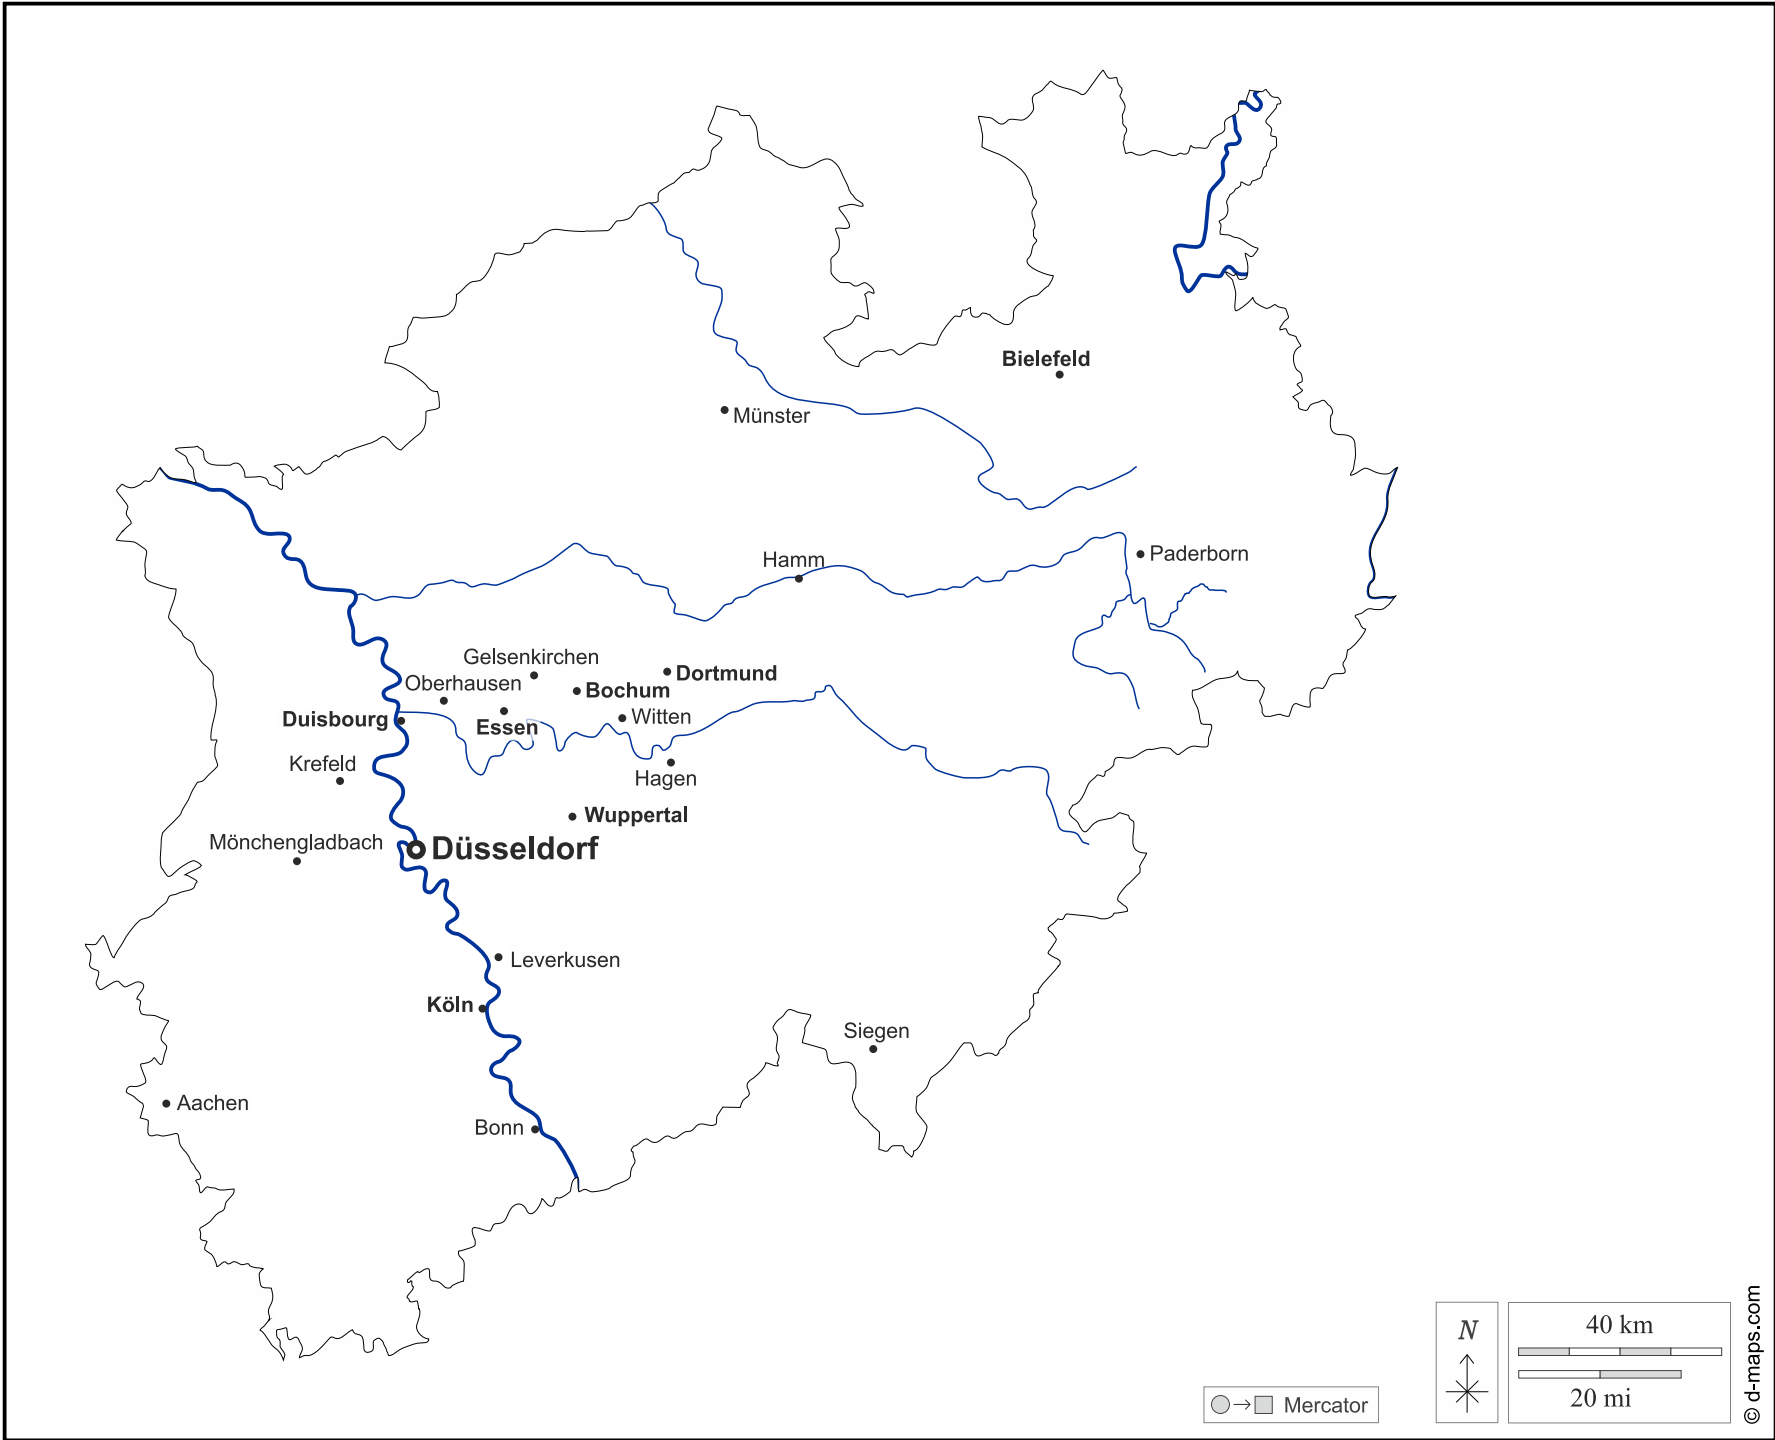 Bielefeld
Münster
Paderborn
Hamm
Gelsenkirchen
Dortmund
Oberhausen
Bochum
Witten
Duisbourg
Essen
Krefeld
Hagen
Wuppertal
Mönchengladbach
Düsseldorf
Leverkusen
Köln
Siegen
Aachen
Bonn
N
40 km
20 mi
Mercator
© d-maps.com